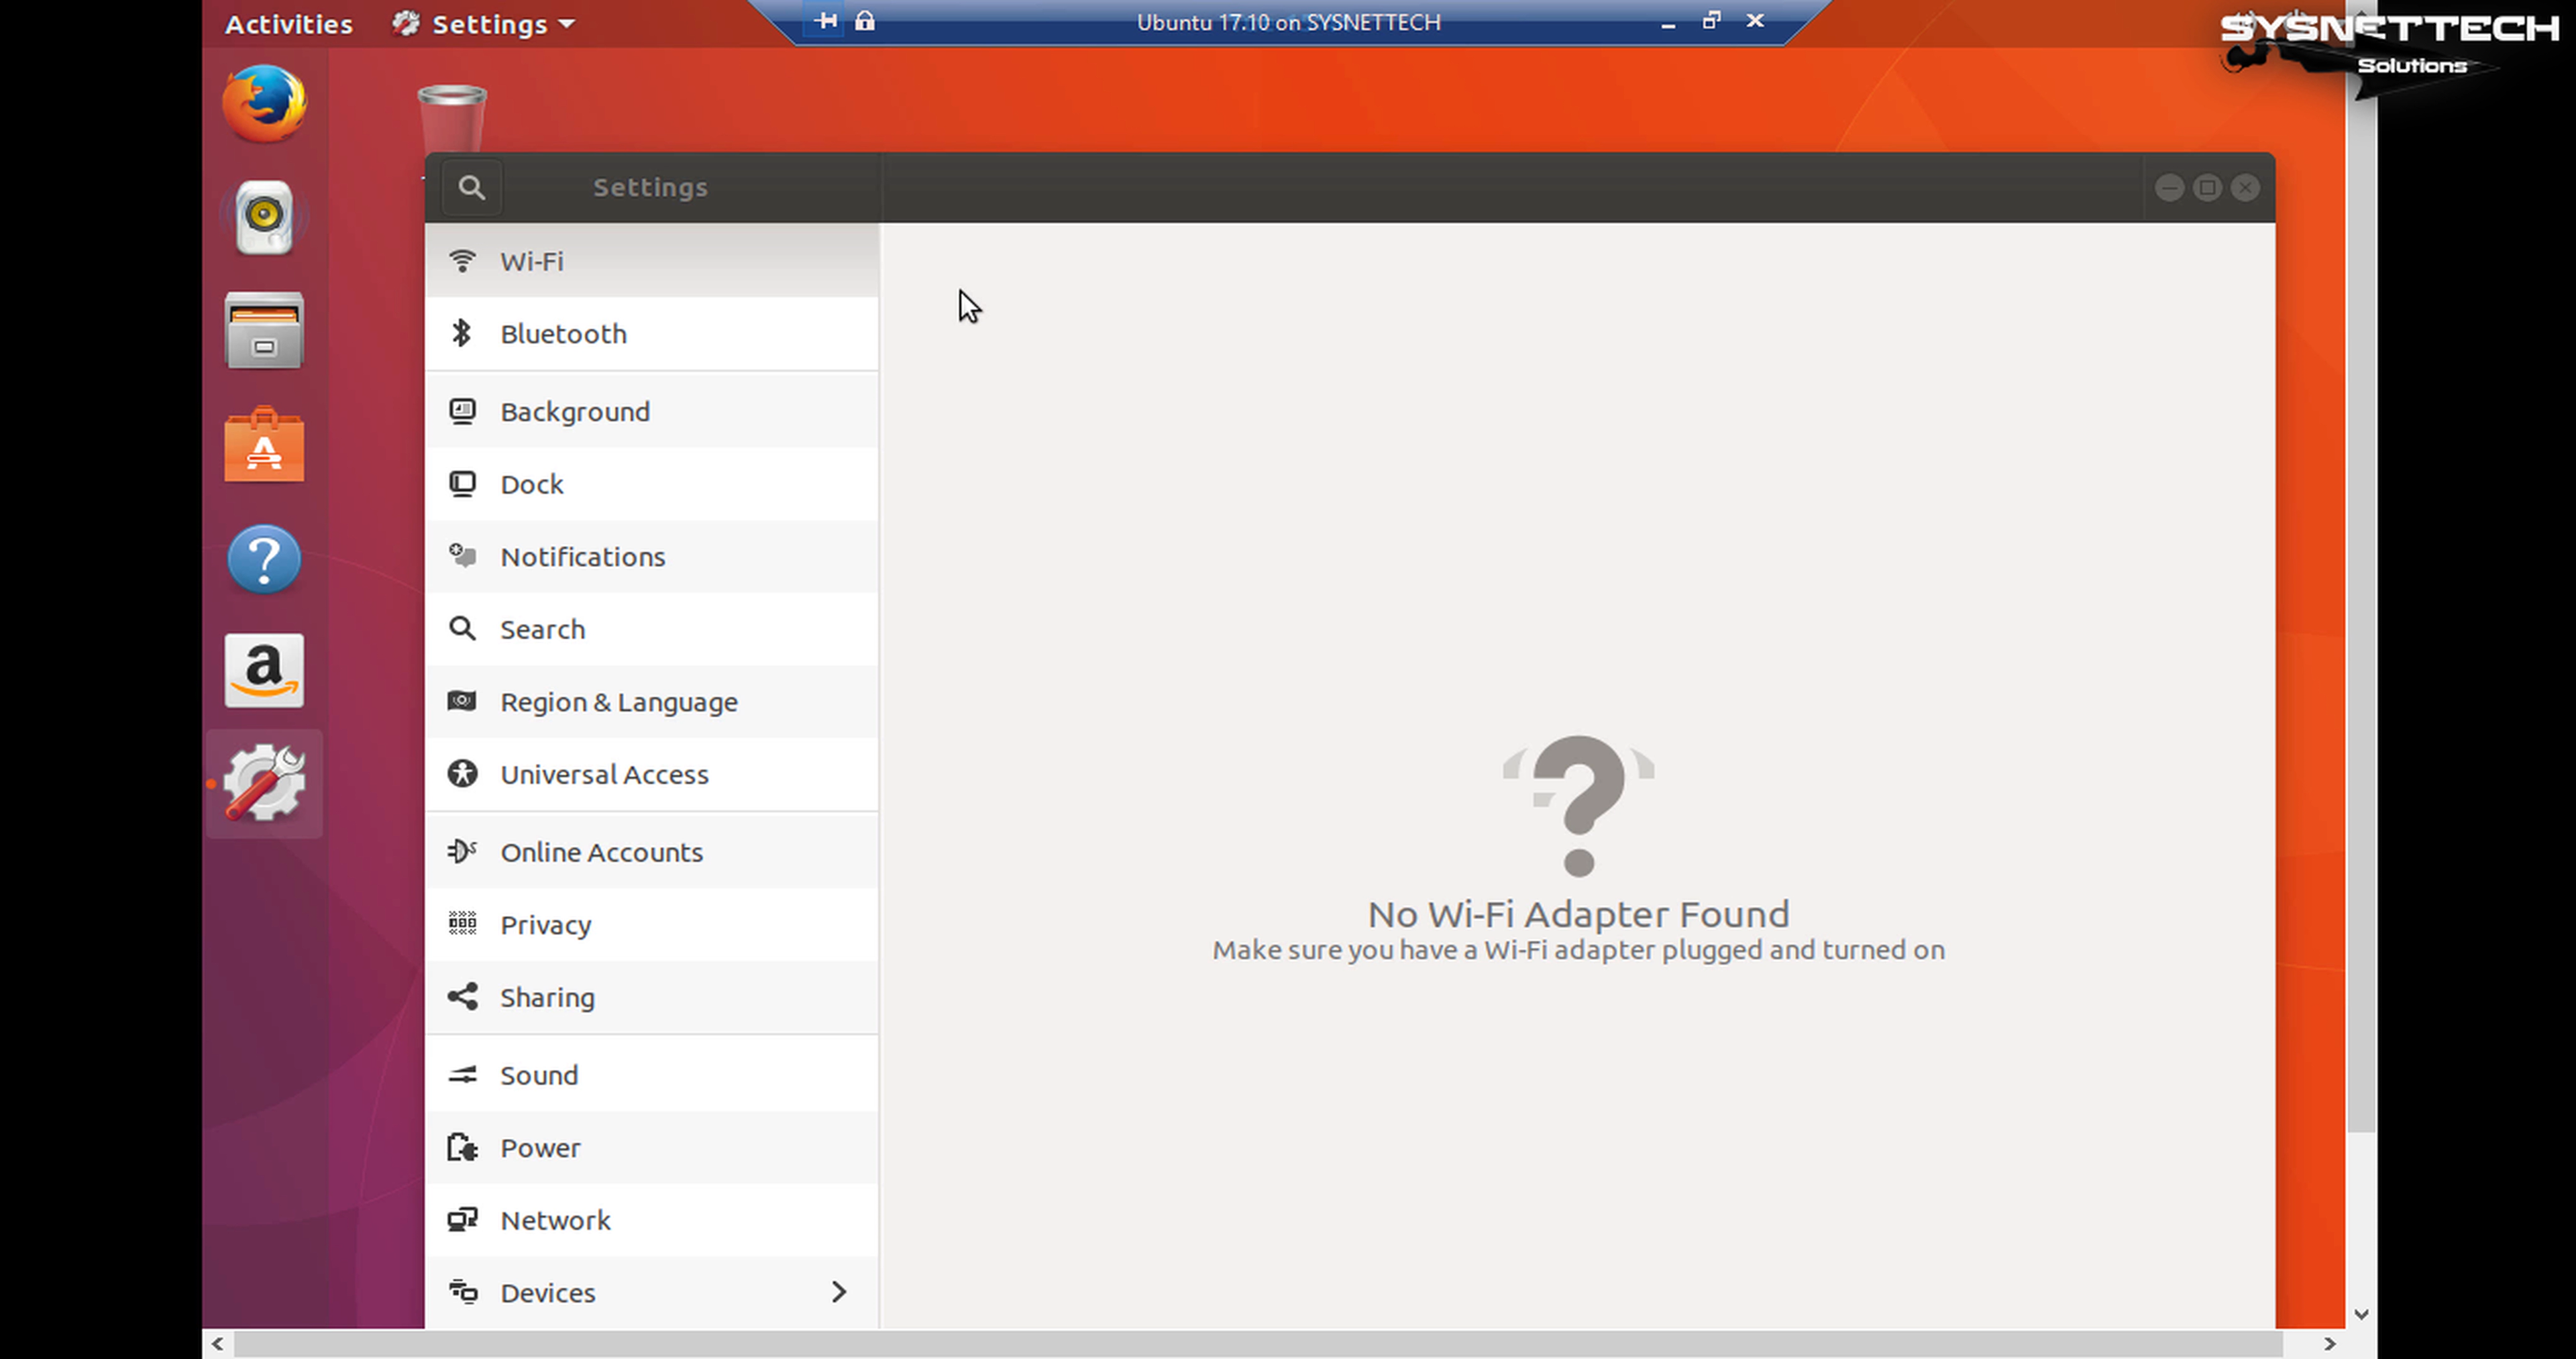 Activities Settings
Ubuntu 17.10 on SYSNETTECH
SYSNETTECH
Solutions
Settings
Wi-Fi
Bluetooth
Background
Dock
Notifications
Search
Region & Language
Universal Access
Online Accounts
Privacy
Sharing
Sound
Power
Network
Devices
No Wi-Fi Adapter Found
Make sure you have a Wi-Fi adapter plugged and turned on